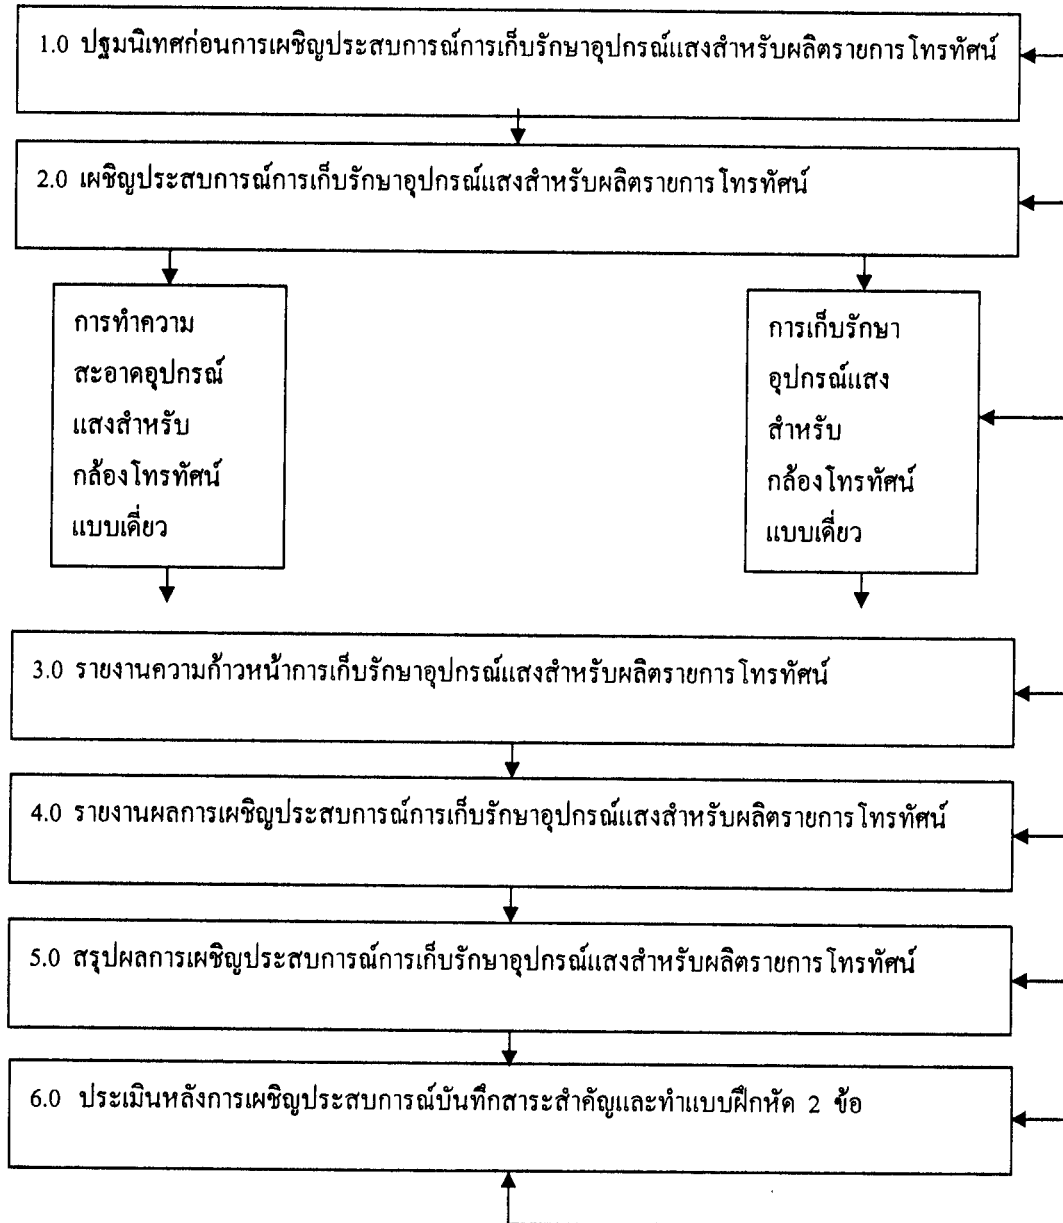 1.0 ปฐมนิเทศก่อนการเผชิญประสบการณ์การเก็บรักษาอุปกรณ์แสงสำหรับผลิตรายการโทรทัศน์
2.0 เผชิญประสบการณ์การเก็บรักษาอุปกรณ์แสงสำหรับผลิตรายการโทรทัศน์
การทำความ
สะอาดอุปกรณ์
แสงสำหรับ
กล้องโทรทัศน์
แบบเดี่ยว
การเก็บรักษา
อุปกรณ์แสง
สำหรับ
กล้องโทรทัศน์
แบบเดี่ยว
3.0 รายงานความก้าวหน้าการเก็บรักษาอุปกรณ์แสงสำหรับผลิตรายการโทรทัศน์
4.0 รายงานผลการเผชิญประสบการณ์การเก็บรักษาอุปกรณ์แสงสำหรับผลิตรายการโทรทัศน์
5.0 สรุปผลการเผชิญประสบการณ์การเก็บรักษาอุปกรณ์แสงสำหรับผลิตรายการโทรทัศน์
6.0 ประเมินหลังการเผชิญประสบการณ์บันทึกสาระสำคัญและทำแบบฝึกหัด 2 ข้อ